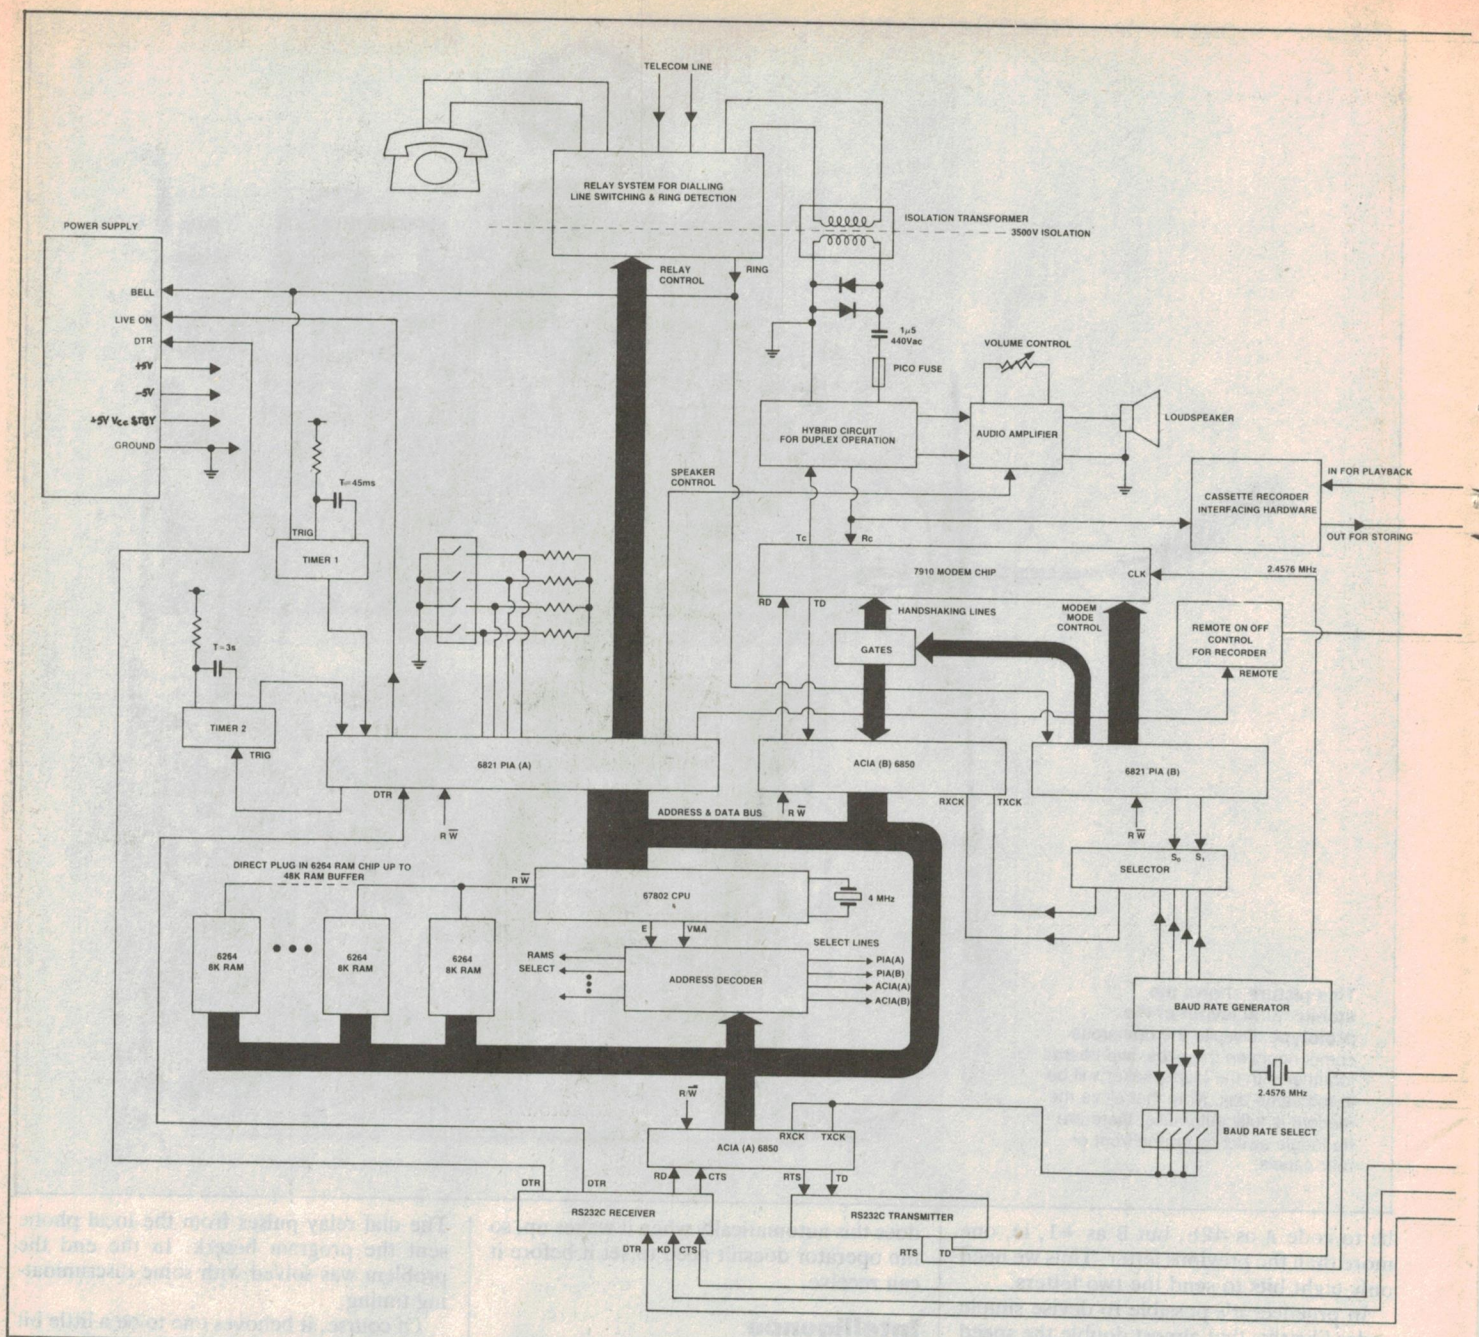 TELECOM LINE
RELAY SYSTEM FOR DIALLING
LINE SWITCHING & RING DETECTION
ISOLATION TRANSFORMER
3500V ISOLATION
POWER SUPPLY
BELL
LIVE ON
DTR
+5V
-5V
+5V Vcc STBY
GROUND
RELAY
CONTROL
RING
1µ5
440Vac
PICO FUSE
VOLUME CONTROL
HYBRID CIRCUIT
FOR DUPLEX OPERATION
AUDIO AMPLIFIER
LOUDSPEAKER
SPEAKER
CONTROL
T=45ms
TRIG
TIMER 1
CASSETTE RECORDER
INTERFACING HARDWARE
IN FOR PLAYBACK
OUT FOR STORING
Tc
Rc
7910 MODEM CHIP
CLK
2.4576 MHz
RD
TD
HANDSHAKING LINES
MODEM
MODE
CONTROL
GATES
REMOTE ON OFF
CONTROL
FOR RECORDER
REMOTE
T=3s
TIMER 2
TRIG
6821 PIA (A)
DTR
R W̅
ACIA (B) 6850
R W̅
RXCK
TXCK
6821 PIA (B)
R W̅
S₀
S₁
SELECTOR
ADDRESS & DATA BUS
DIRECT PLUG IN 6264 RAM CHIP UP TO
48K RAM BUFFER
R W̅
67802 CPU
4 MHz
E
VMA
6264
8K RAM
6264
8K RAM
6264
8K RAM
RAMS
SELECT
ADDRESS DECODER
SELECT LINES
PIA(A)
PIA(B)
ACIA(A)
ACIA(B)
BAUD RATE GENERATOR
2.4576 MHz
BAUD RATE SELECT
R/W̅
RXCK
TXCK
ACIA (A) 6850
RD
CTS
RTS
TD
DTR
DTR
RS232C RECEIVER
DTR
KD
CTS
RS232C TRANSMITTER
RTS
TD